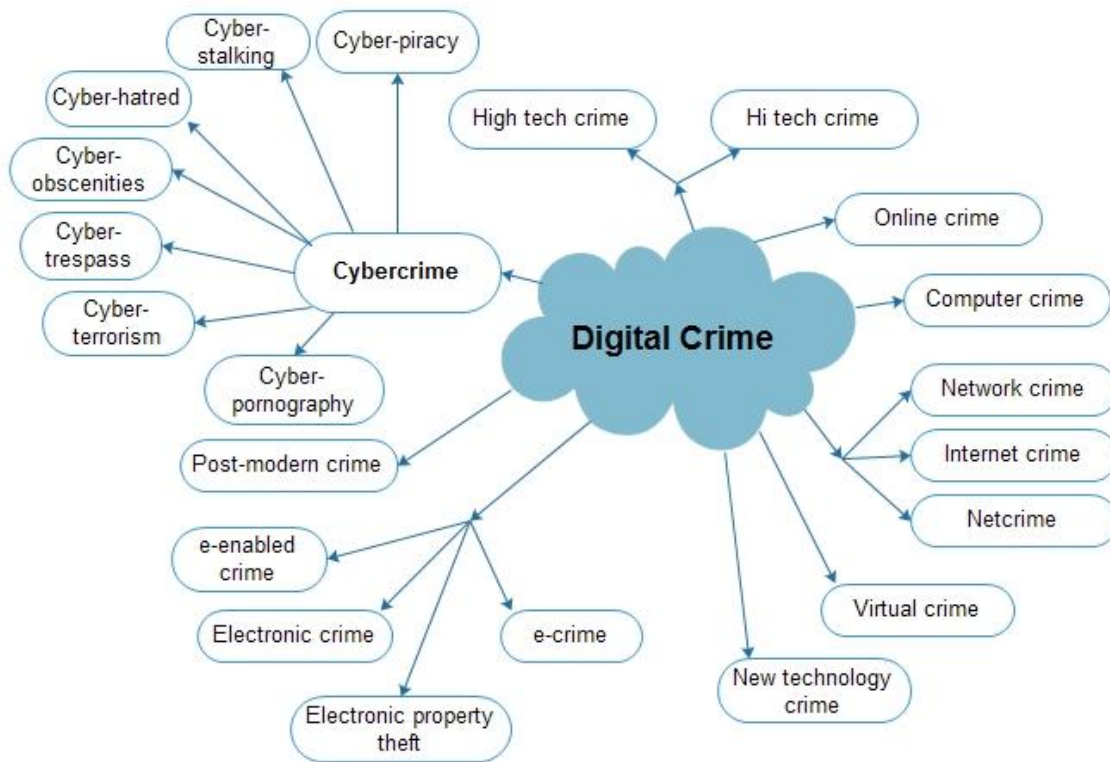 Cyber-
stalking
Cyber-piracy
Cyber-hatred
High tech crime
Hi tech crime
Cyber-
obscenities
Online crime
Cyber-
trespass
Cybercrime
Computer crime
Cyber-
terrorism
Digital Crime
Cyber-
pornography
Network crime
Post-modern crime
Internet crime
Netcrime
e-enabled
crime
Electronic crime
e-crime
Virtual crime
New technology
crime
Electronic property
theft